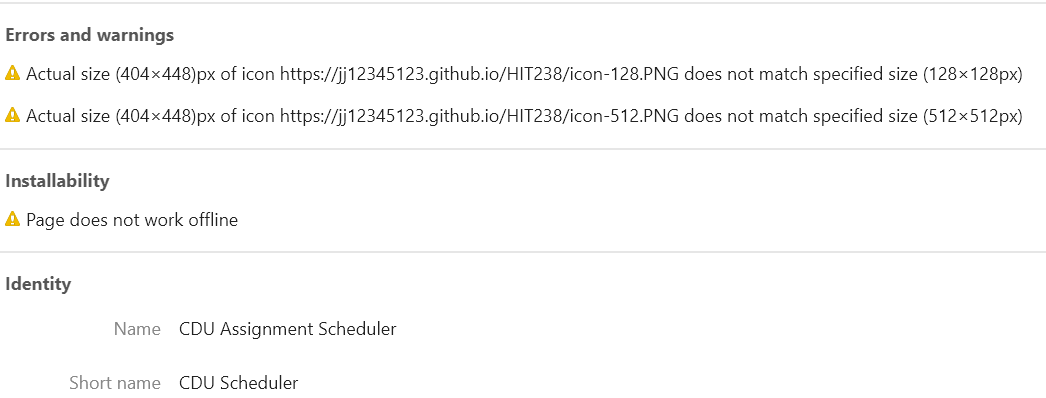 Errors and warnings
Actual size (404×448)px of icon https://jj12345123.github.io/HIT238/icon-128.PNG does not match specified size (128×128px)
Actual size (404×448)px of icon https://jj12345123.github.io/HIT238/icon-512.PNG does not match specified size (512×512px)
Installability
Page does not work offline
Identity
Name CDU Assignment Scheduler
Short name CDU Scheduler